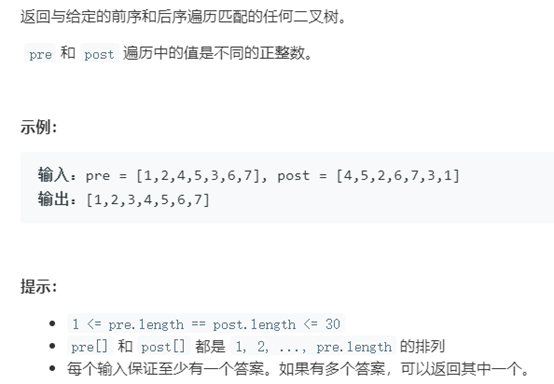 返回与给定的前序和后序遍历匹配的任何二叉树。
pre 和 post 遍历中的值是不同的正整数。
示例：
输入：pre = [1,2,4,5,3,6,7], post = [4,5,2,6,7,3,1]
输出：[1,2,3,4,5,6,7]
提示：
• 1 <= pre.length == post.length <= 30
• pre[] 和 post[] 都是 1, 2, ..., pre.length 的排列
• 每个输入保证至少有一个答案。如果有多个答案，可以返回其中一个。